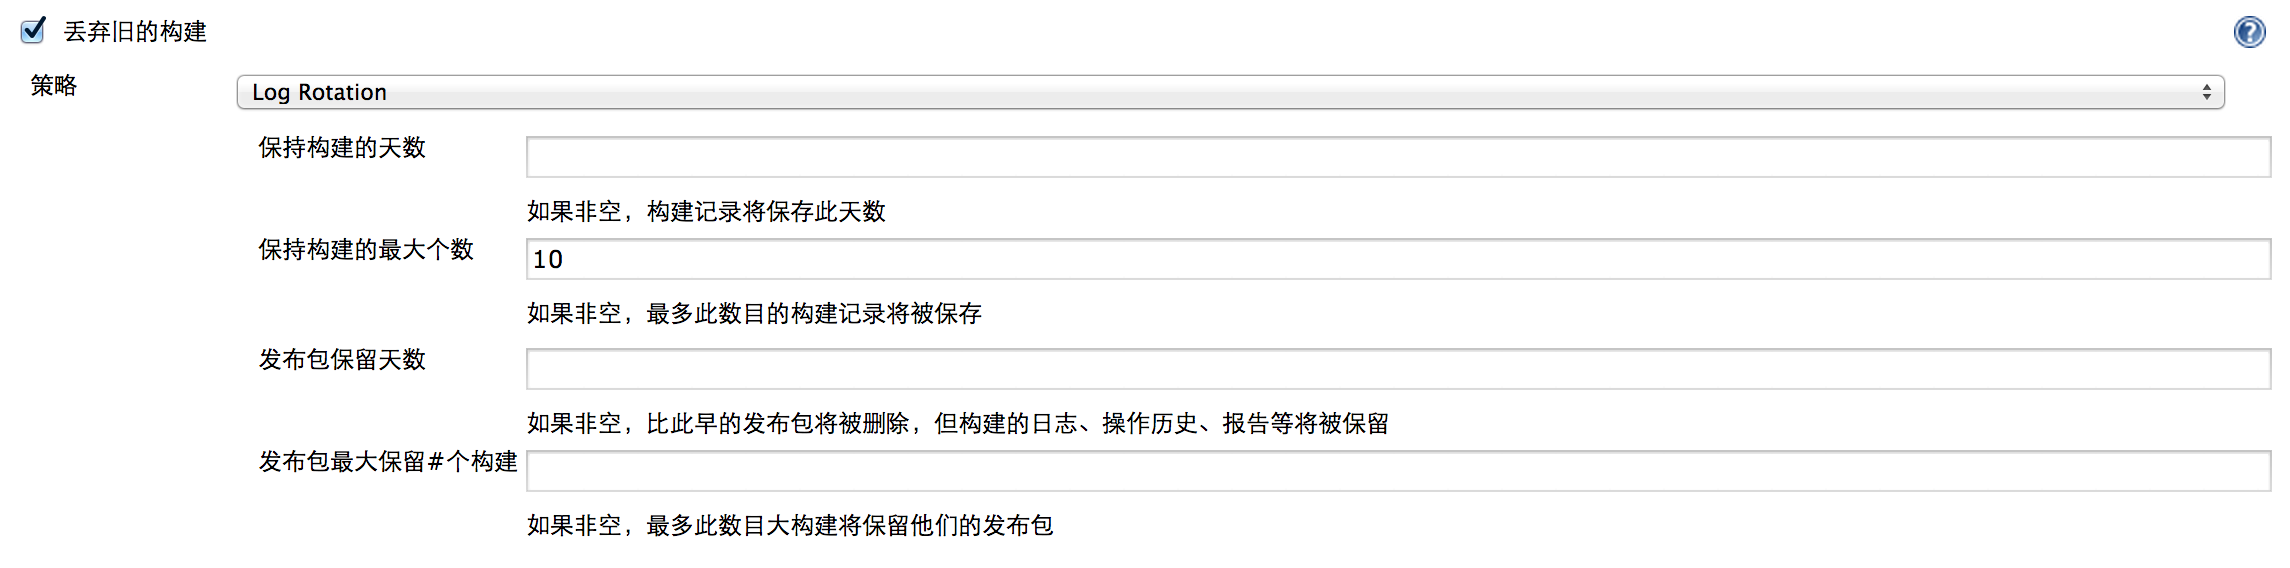 丢弃旧的构建
策略
Log Rotation
保持构建的天数
如果非空，构建记录将保存此天数
保持构建的最大个数
10
如果非空，最多此数目的构建记录将被保存
发布包保留天数
如果非空，比此早的发布包将被删除，但构建的日志、操作历史、报告等将被保留
发布包最大保留#个构建
如果非空，最多此数目大构建将保留他们的发布包